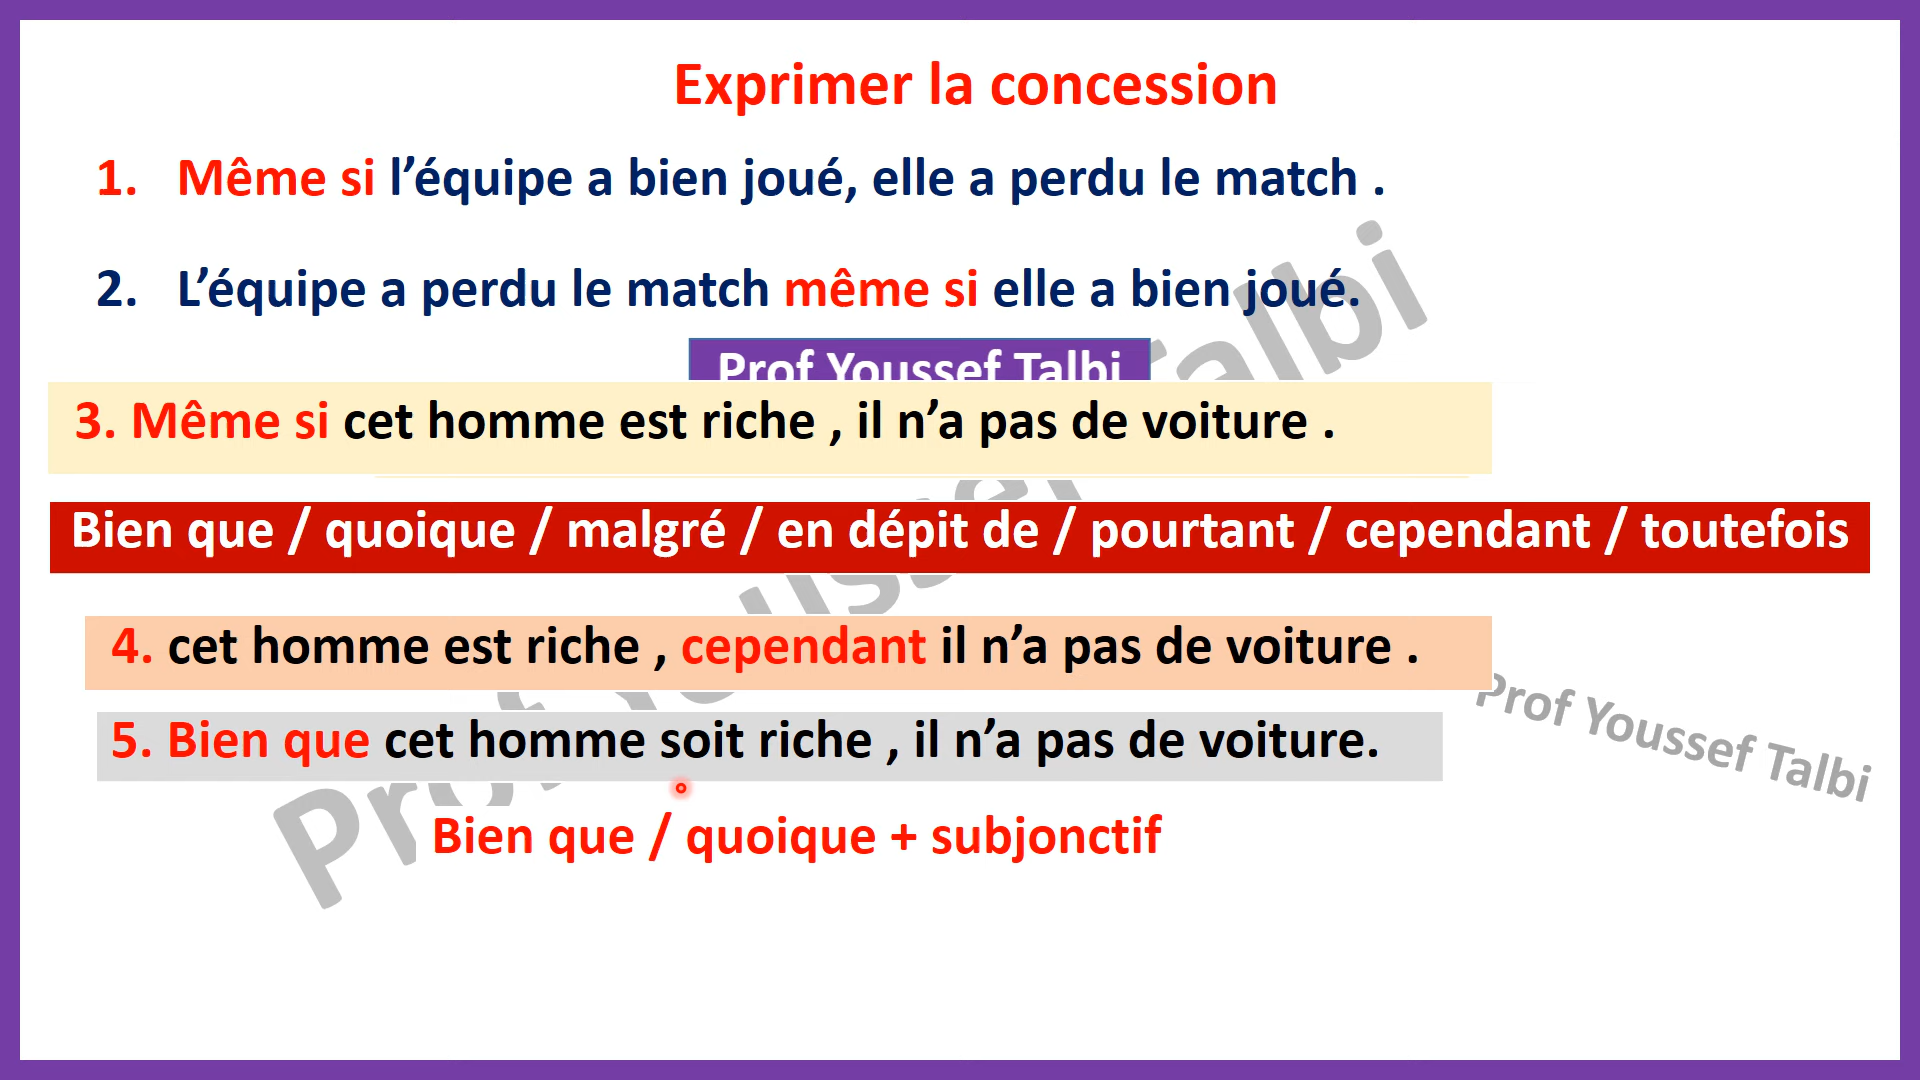 Exprimer la concession
1. Même si l’équipe a bien joué, elle a perdu le match .
2. L’équipe a perdu le match même si elle a bien joué.
Prof Youssef Talbi
3. Même si cet homme est riche , il n’a pas de voiture .
Bien que / quoique / malgré / en dépit de / pourtant / cependant / toutefois
4. cet homme est riche , cependant il n’a pas de voiture .
5. Bien que cet homme soit riche , il n’a pas de voiture.
Prof Youssef Talbi
Bien que / quoique + subjonctif
Prof Youssef Talbi